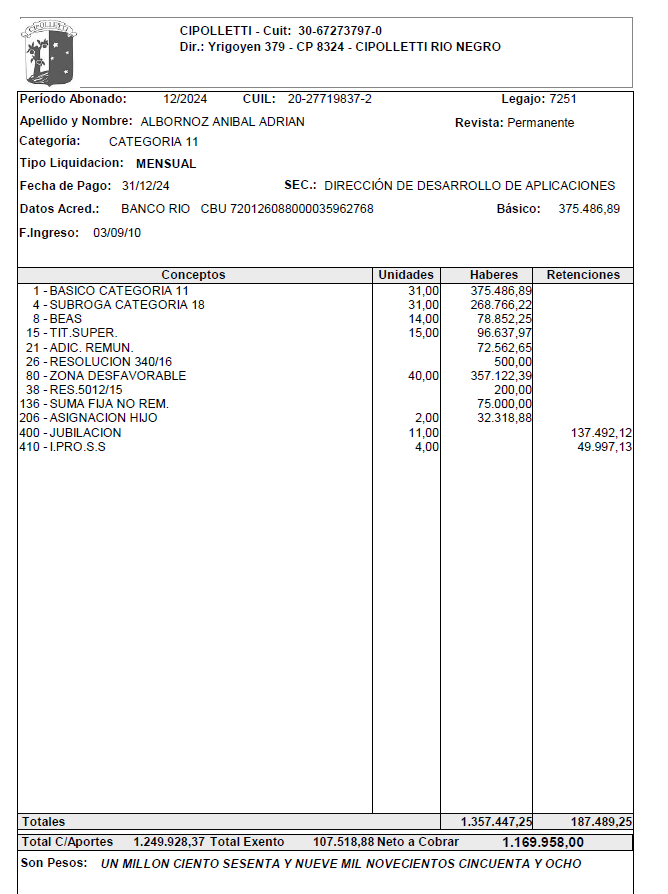 CIPOLLETTI
CIPOLLETTI - Cuit: 30-67273797-0
Dir.: Yrigoyen 379 - CP 8324 - CIPOLLETTI RIO NEGRO
Período Abonado: 12/2024 CUIL: 20-27719837-2 Legajo: 7251
Apellido y Nombre: ALBORNOZ ANIBAL ADRIAN Revista: Permanente
Categoría: CATEGORIA 11
Tipo Liquidacion: MENSUAL
Fecha de Pago: 31/12/24 SEC.: DIRECCIÓN DE DESARROLLO DE APLICACIONES
Datos Acred.: BANCO RIO CBU 720126088000035962768 Básico: 375.486,89
F.Ingreso: 03/09/10
Conceptos Unidades Haberes Retenciones
1 - BASICO CATEGORIA 11 31,00 375.486,89
4 - SUBROGA CATEGORIA 18 31,00 268.766,22
8 - BEAS 14,00 78.852,25
15 - TIT.SUPER. 15,00 96.637,97
21 - ADIC. REMUN. 72.562,65
26 - RESOLUCION 340/16 500,00
80 - ZONA DESFAVORABLE 40,00 357.122,39
38 - RES.5012/15 200,00
136 - SUMA FIJA NO REM. 75.000,00
206 - ASIGNACION HIJO 2,00 32.318,88
400 - JUBILACION 11,00 137.492,12
410 - I.PRO.S.S 4,00 49.997,13
Totales 1.357.447,25 187.489,25
Total C/Aportes 1.249.928,37 Total Exento 107.518,88 Neto a Cobrar 1.169.958,00
Son Pesos: UN MILLON CIENTO SESENTA Y NUEVE MIL NOVECIENTOS CINCUENTA Y OCHO